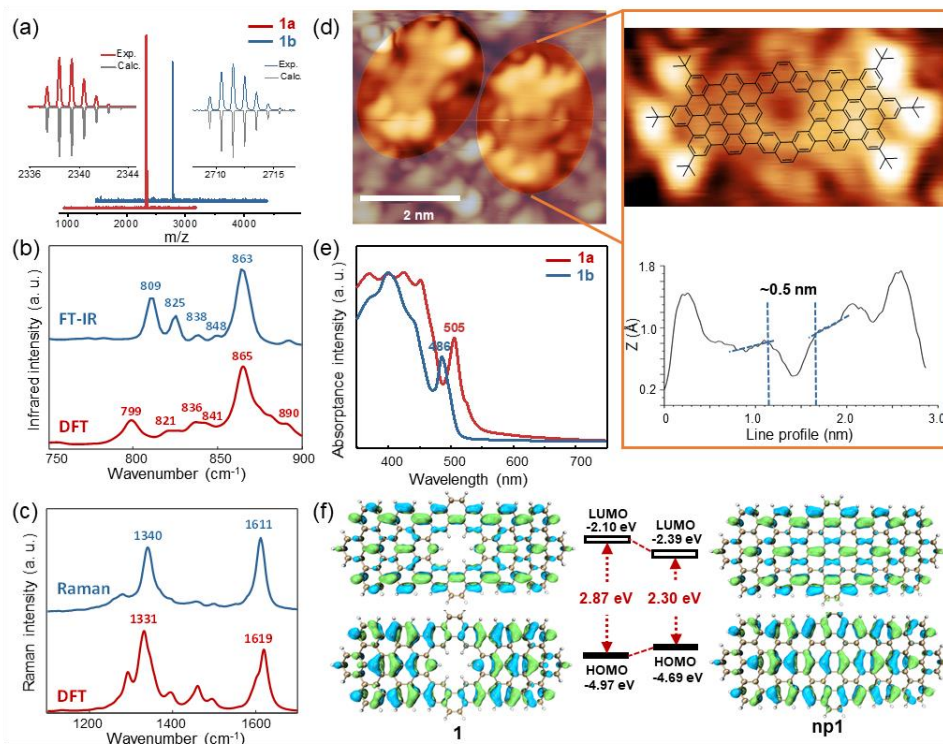 (a)
1a
1b
Exp.
Calc.
Exp.
Calc.
2336 2340 2344
2710 2715
1000 2000 3000 4000
m/z
(b)
Infrared intensity (a. u.)
863
809
825
838
848
FT-IR
865
799
821
836
841
890
DFT
750 800 850 900
Wavenumber (cm-1)
(c)
Raman intensity (a. u.)
1340
1611
Raman
1331
1619
DFT
1200 1400 1600
Wavenumber (cm-1)
(d)
2 nm
~0.5 nm
Z (Å)
1.8
1.2
0.8
0.2
0 1.0 2.0 3.0
Line profile (nm)
(e)
1a
1b
505
486
Absorptance intensity (a. u.)
400 500 600 700
Wavelength (nm)
(f)
LUMO
-2.10 eV
LUMO
-2.39 eV
2.87 eV
2.30 eV
HOMO
-4.97 eV
HOMO
-4.69 eV
1
np1